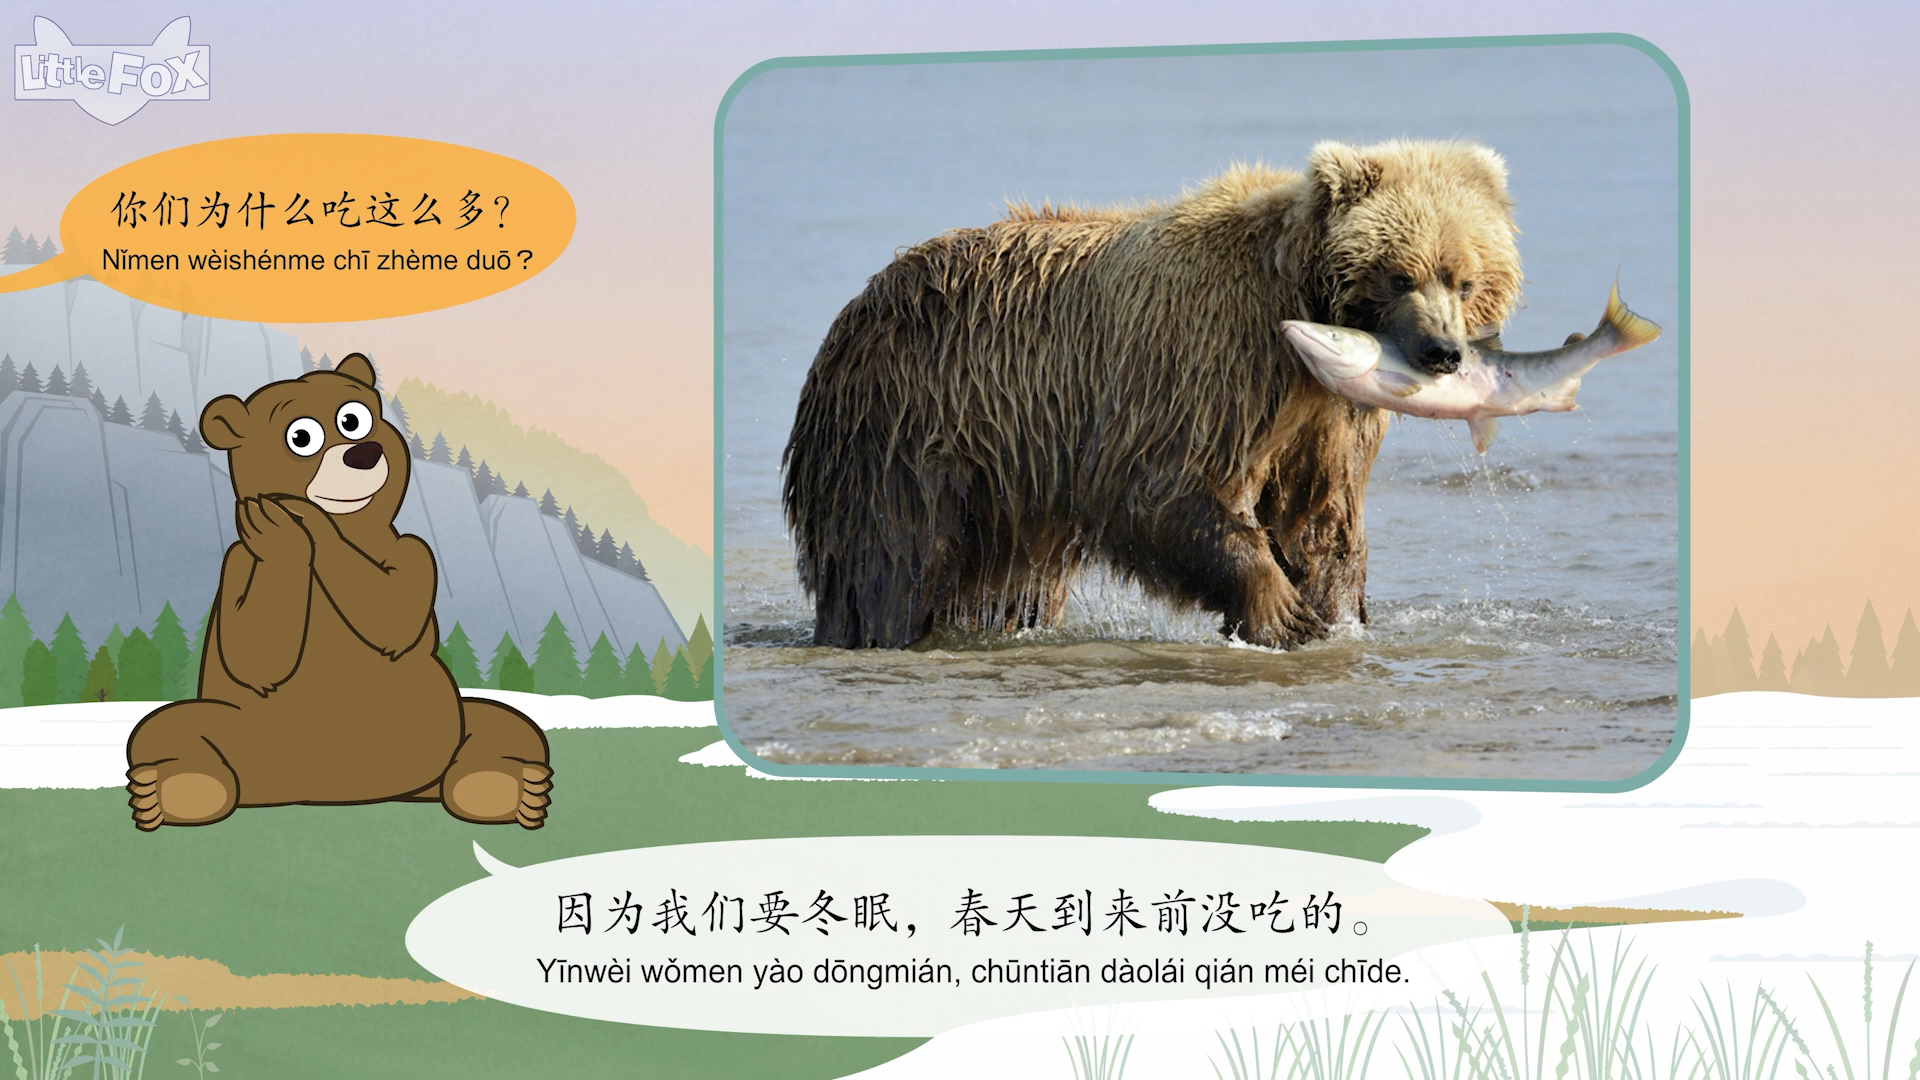 Little Fox
你们为什么吃这么多？
Nǐmen wèishénme chī zhème duō？
因为我们要冬眠，春天到来前没吃的。
Yīnwèi wǒmen yào dōngmián, chūntiān dàolái qián méi chīde.